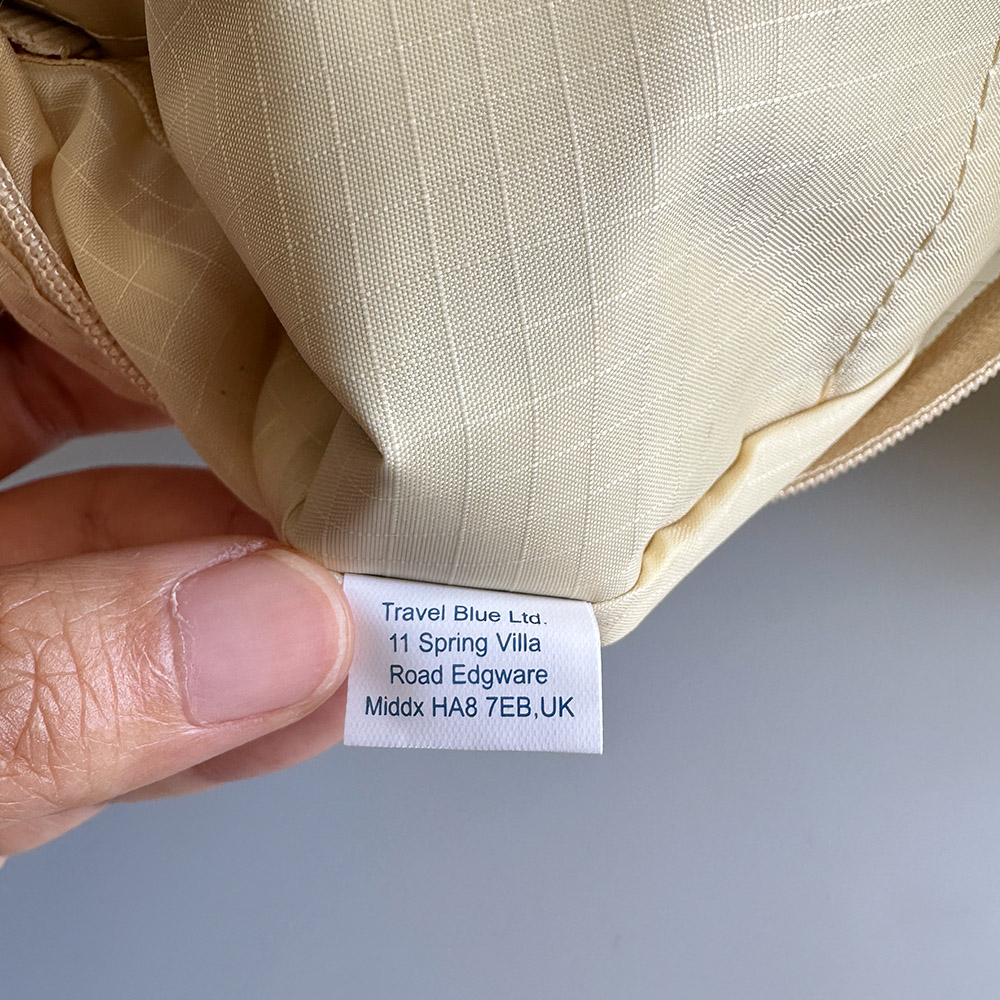 Travel Blue Ltd.
11 Spring Villa
Road Edgware
Middx HA8 7EB,UK